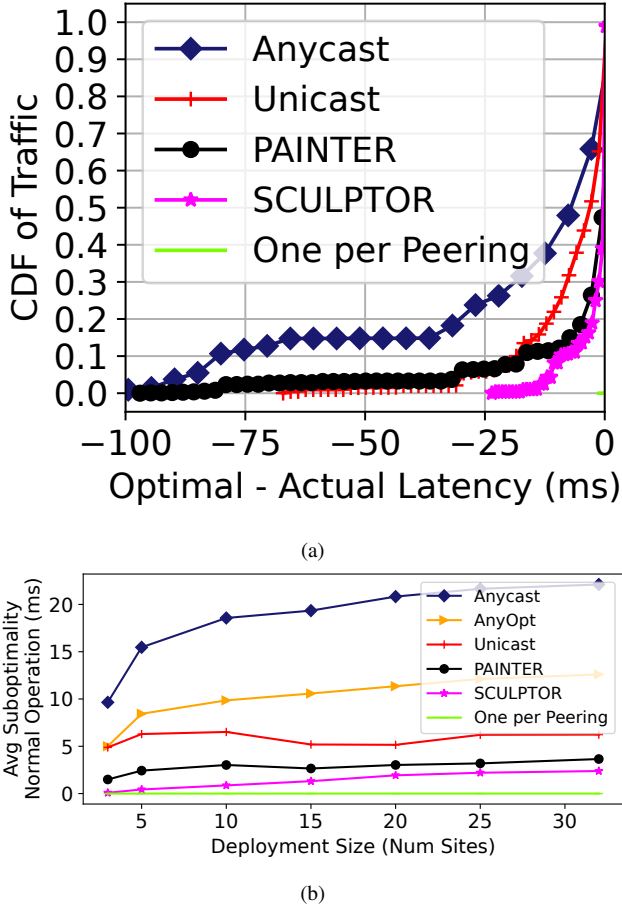 1.0
0.9
0.8
0.7
0.6
0.5
0.4
0.3
0.2
0.1
0.0
CDF of Traffic
Anycast
Unicast
PAINTER
SCULPTOR
One per Peering
−100 −75 −50 −25 0
Optimal - Actual Latency (ms)
(a)
20
15
10
5
0
Avg Suboptimality
Normal Operation (ms)
Anycast
AnyOpt
Unicast
PAINTER
SCULPTOR
One per Peering
5 10 15 20 25 30
Deployment Size (Num Sites)
(b)